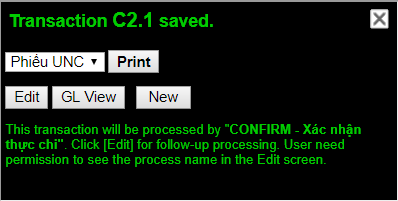 Transaction C2.1 saved.
Phiếu UNC Print
Edit GL View New
This transaction will be processed by "CONFIRM - Xác nhận
thực chi". Click [Edit] for follow-up processing. User need
permission to see the process name in the Edit screen.